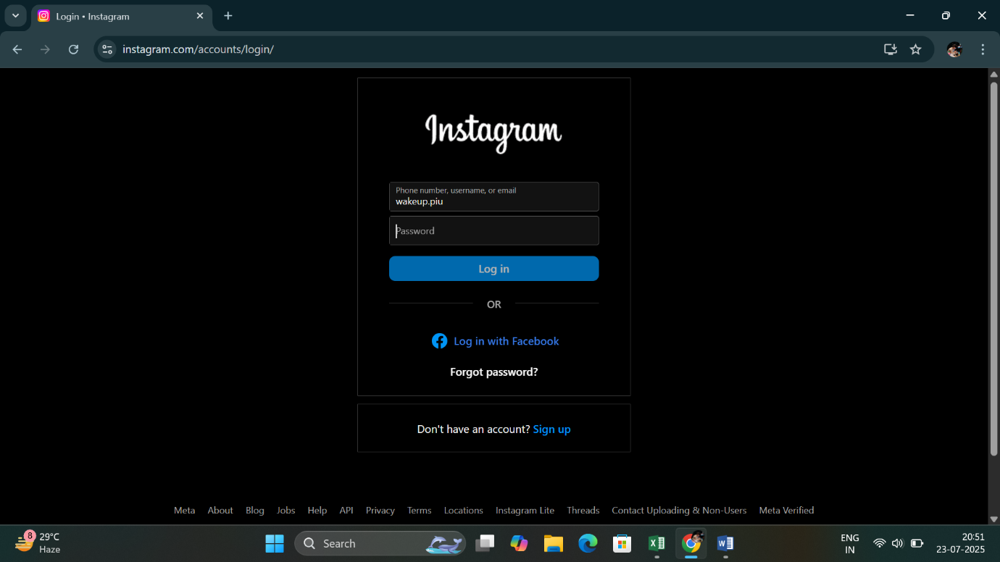 Login • Instagram
instagram.com/accounts/login/
Instagram
Phone number, username, or email
wakeup.piu
Password
Log in
OR
Log in with Facebook
Forgot password?
Don't have an account? Sign up
Meta About Blog Jobs Help API Privacy Terms Locations Instagram Lite Threads Contact Uploading & Non-Users Meta Verified
8
29°C
Haze
Search
ENG
IN
20:51
23-07-2025